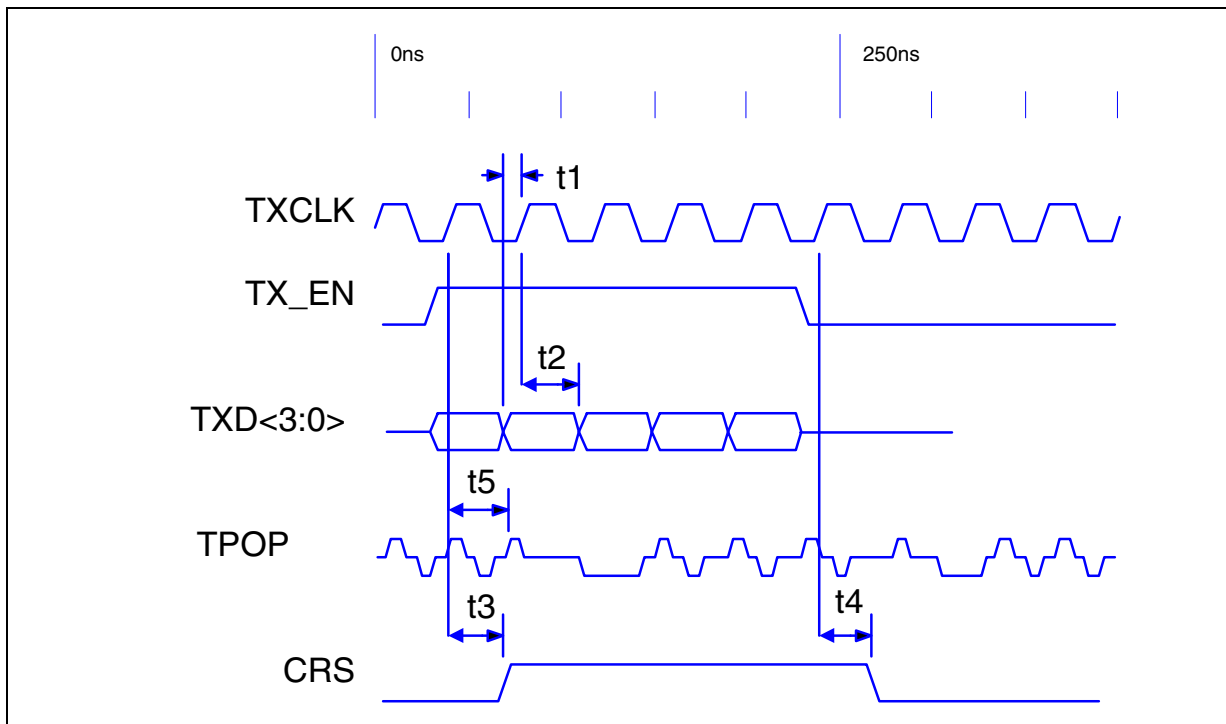 0ns
250ns
t1
TXCLK
TX_EN
t2
TXD<3:0>
t5
TPOP
t3
t4
CRS